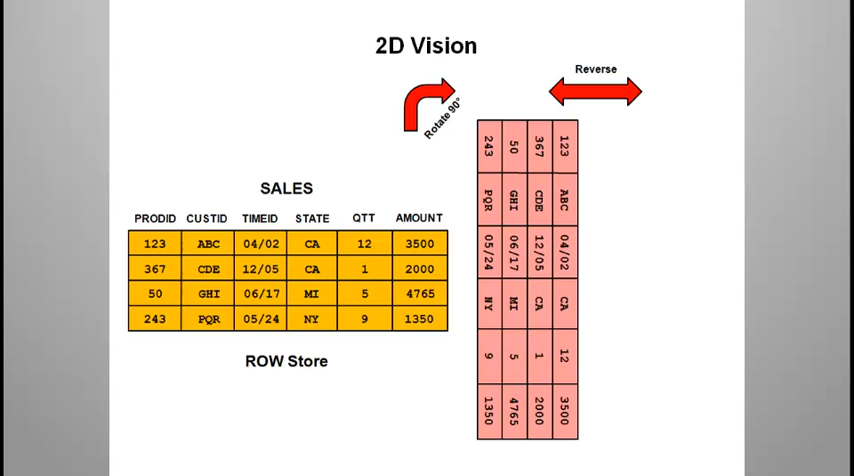 2D Vision
Reverse
Rotate 90°
SALES
PRODID CUSTID TIMEID STATE QTT AMOUNT
123 ABC 04/02 CA 12 3500
367 CDE 12/05 CA 1 2000
50 GHI 06/17 MI 5 4765
243 PQR 05/24 NY 9 1350
ROW Store
243 50 367 123
PQR GHI CDE ABC
05/24 06/17 12/05 04/02
NY MI CA CA
9 5 1 12
1350 4765 2000 3500